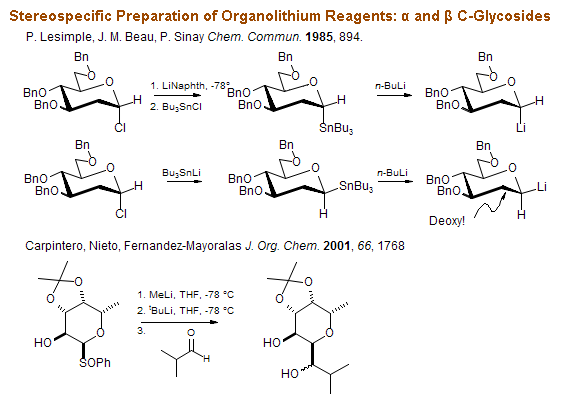 Stereospecific Preparation of Organolithium Reagents: α and β C-Glycosides
P. Lesimple, J. M. Beau, P. Sinay Chem. Commun. 1985, 894.
Bn
O
BnO
BnO
O
H
Cl
1. LiNaphth, -78°
2. Bu3SnCl
Bn
O
BnO
BnO
O
H
SnBu3
n-BuLi
Bn
O
BnO
BnO
O
H
Li
Bn
O
BnO
BnO
O
H
Cl
Bu3SnLi
Bn
O
BnO
BnO
O
SnBu3
H
n-BuLi
Bn
O
BnO
BnO
O
Li
H
Deoxy!
Carpintero, Nieto, Fernandez-Mayoralas J. Org. Chem. 2001, 66, 1768
O
O
O
HO
SOPh
1. MeLi, THF, -78 °C
2. tBuLi, THF, -78 °C
3.
O
H
O
O
O
HO
HO